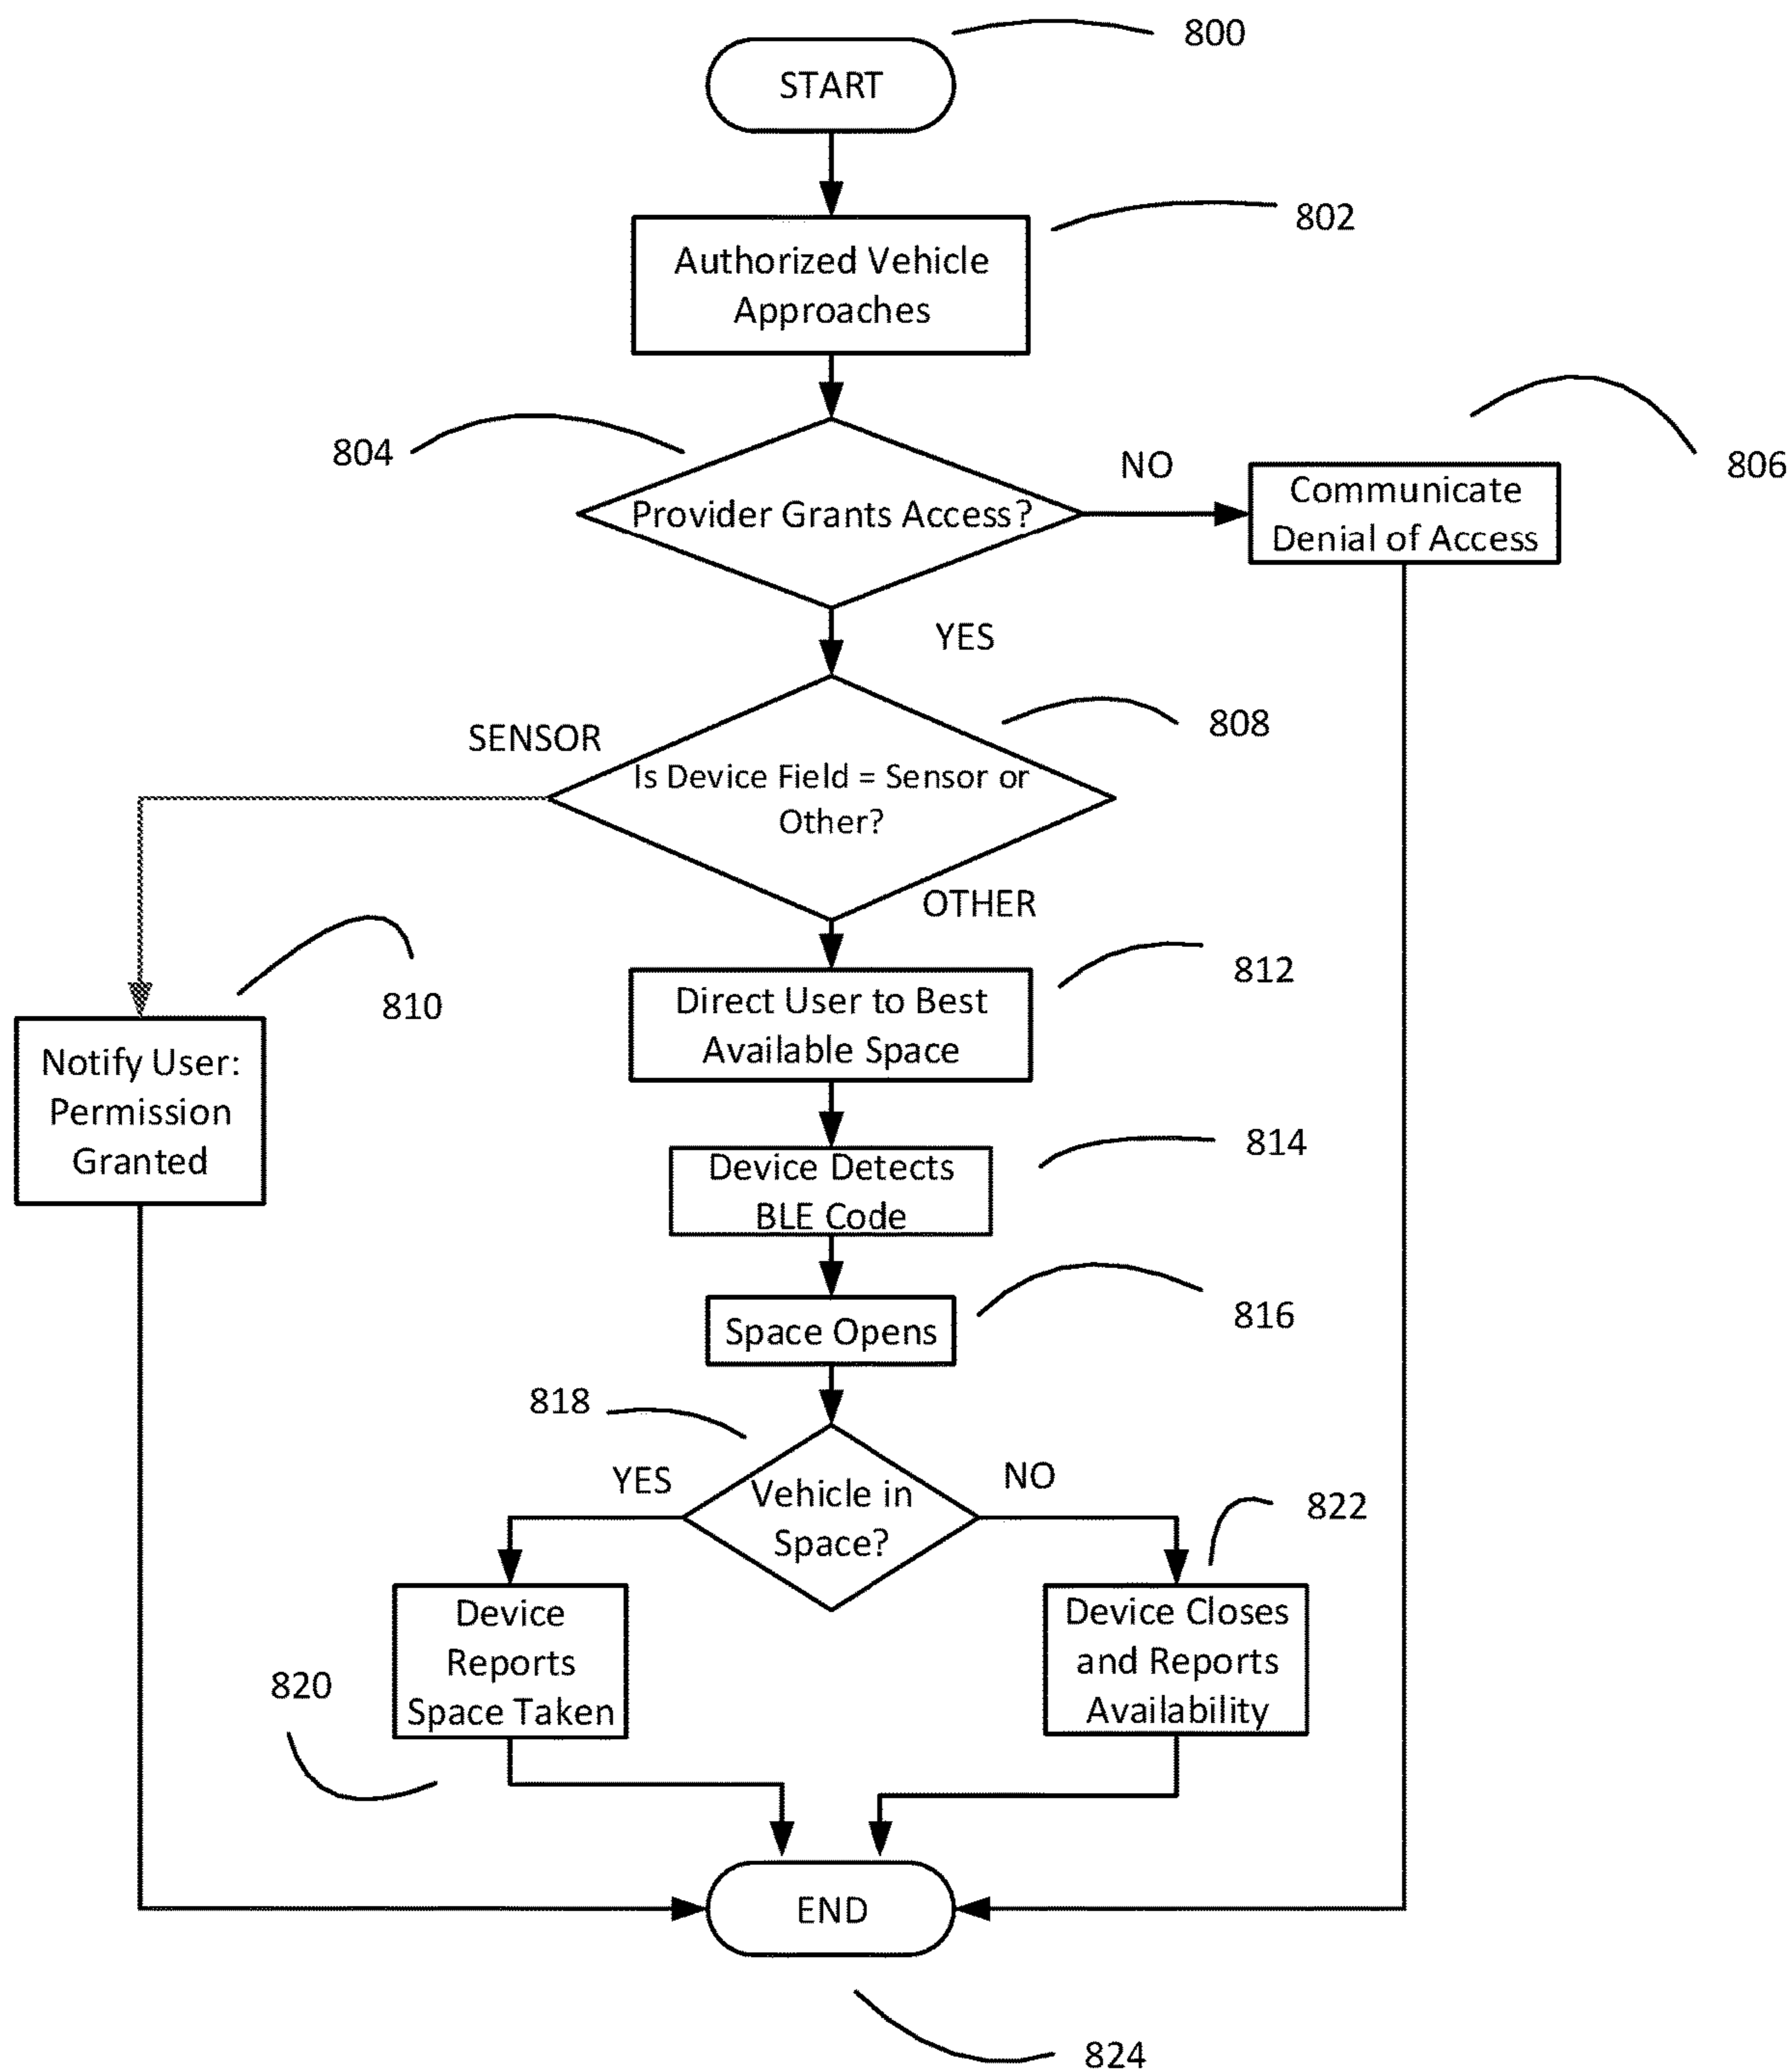 800
START
802
Authorized Vehicle
Approaches
804
NO
806
Provider Grants Access?
Communicate
Denial of Access
YES
808
SENSOR
Is Device Field = Sensor or
Other?
OTHER
812
810
Direct User to Best
Available Space
Notify User:
Permission
Granted
814
Device Detects
BLE Code
816
Space Opens
818
YES
NO
Vehicle in
Space?
822
820
Device
Reports
Space Taken
Device Closes
and Reports
Availability
END
824